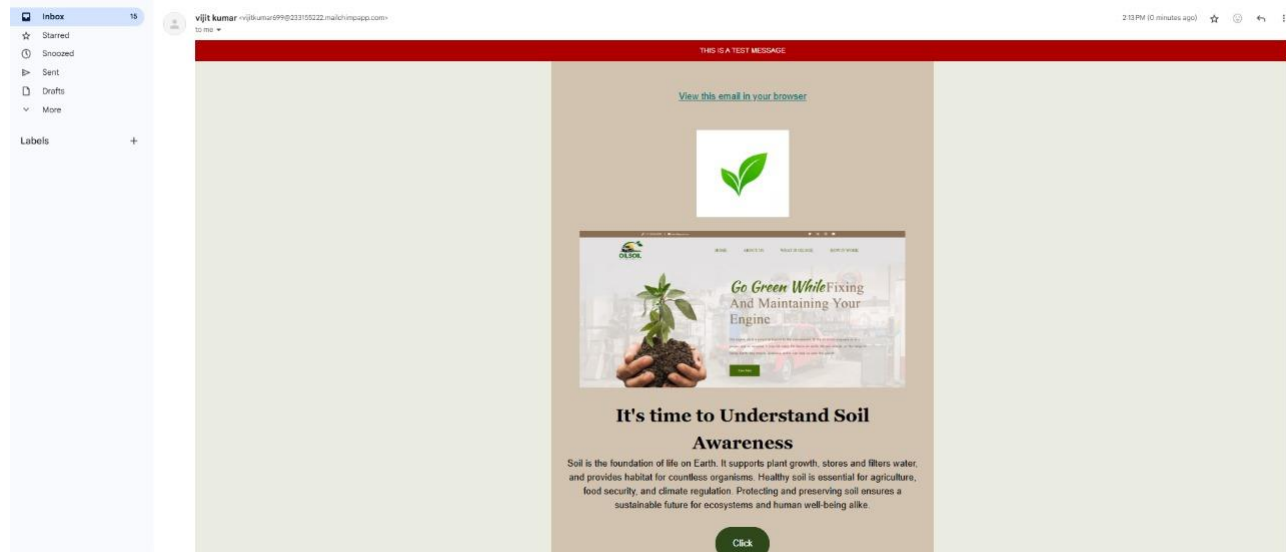 Inbox 15
Starred
Snoozed
Sent
Drafts
More
Labels +
vijit kumar <vijitkumar699@233155222.mailchimpapp.com>
to me
2:13 PM (0 minutes ago)
THIS IS A TEST MESSAGE
View this email in your browser
OILSOIL
HOME ABOUT US
Go Green While Fixing
And Maintaining Your
Engine
It's time to Understand Soil
Awareness
Soil is the foundation of life on Earth. It supports plant growth, stores and filters water,
and provides habitat for countless organisms. Healthy soil is essential for agriculture,
food security, and climate regulation. Protecting and preserving soil ensures a
sustainable future for ecosystems and human well-being alike.
Click